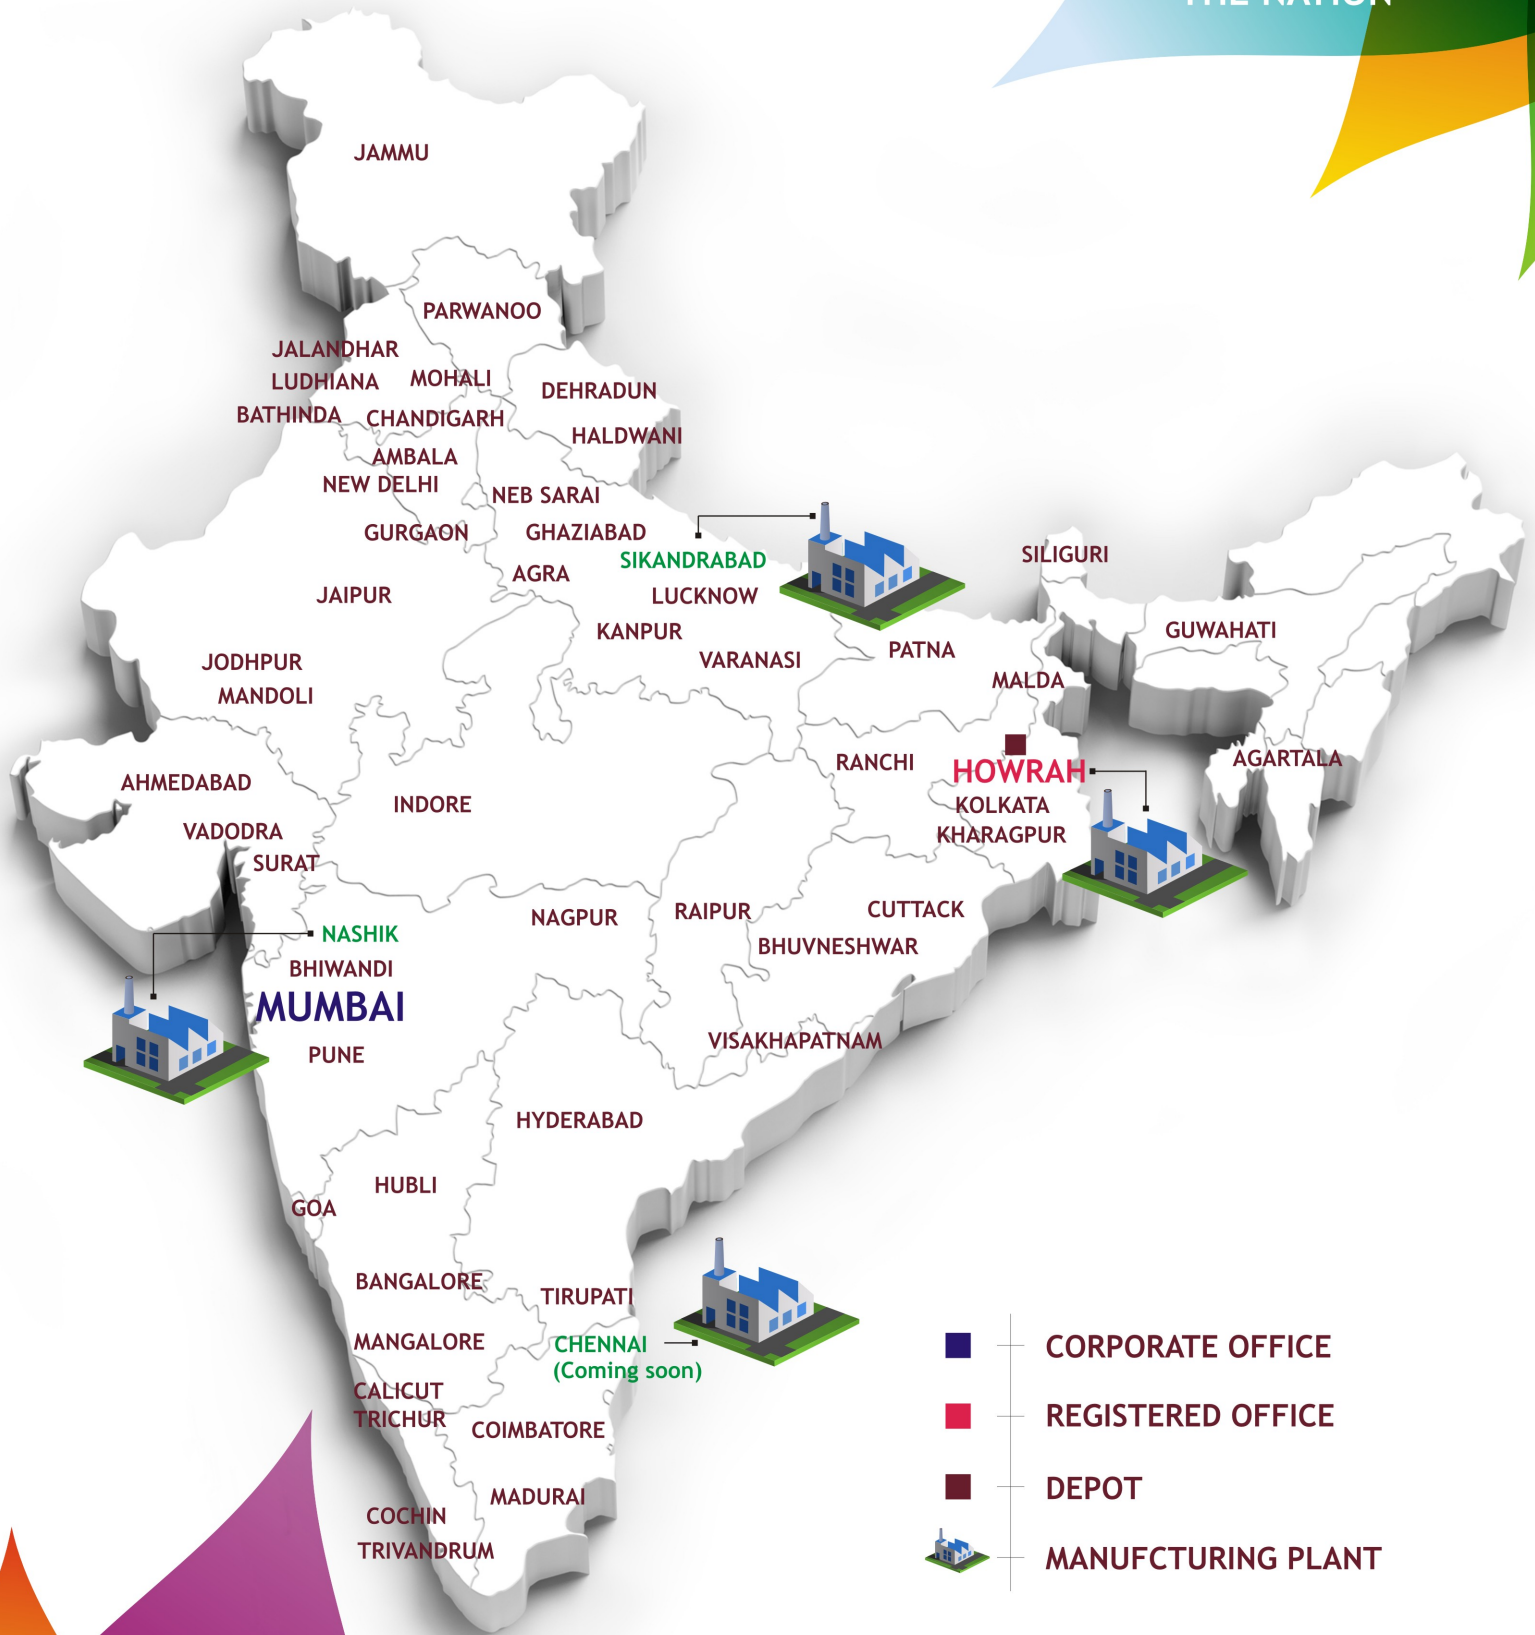 THE NATION
JAMMU
PARWANOO
JALANDHAR
LUDHIANA
MOHALI
DEHRADUN
BATHINDA
CHANDIGARH
HALDWANI
AMBALA
NEW DELHI
NEB SARAI
GURGAON
GHAZIABAD
SIKANDRABAD
SILIGURI
AGRA
JAIPUR
LUCKNOW
KANPUR
GUWAHATI
JODHPUR
VARANASI
PATNA
MANDOLI
MALDA
AHMEDABAD
RANCHI
HOWRAH
AGARTALA
INDORE
KOLKATA
VADODRA
KHARAGPUR
SURAT
NAGPUR
RAIPUR
CUTTACK
NASHIK
BHUVNESHWAR
BHIWANDI
MUMBAI
PUNE
VISAKHAPATNAM
HYDERABAD
HUBLI
GOA
BANGALORE
TIRUPATI
MANGALORE
CHENNAI
(Coming soon)
CALICUT
TRICHUR
COIMBATORE
MADURAI
COCHIN
TRIVANDRUM
CORPORATE OFFICE
REGISTERED OFFICE
DEPOT
MANUFCTURING PLANT